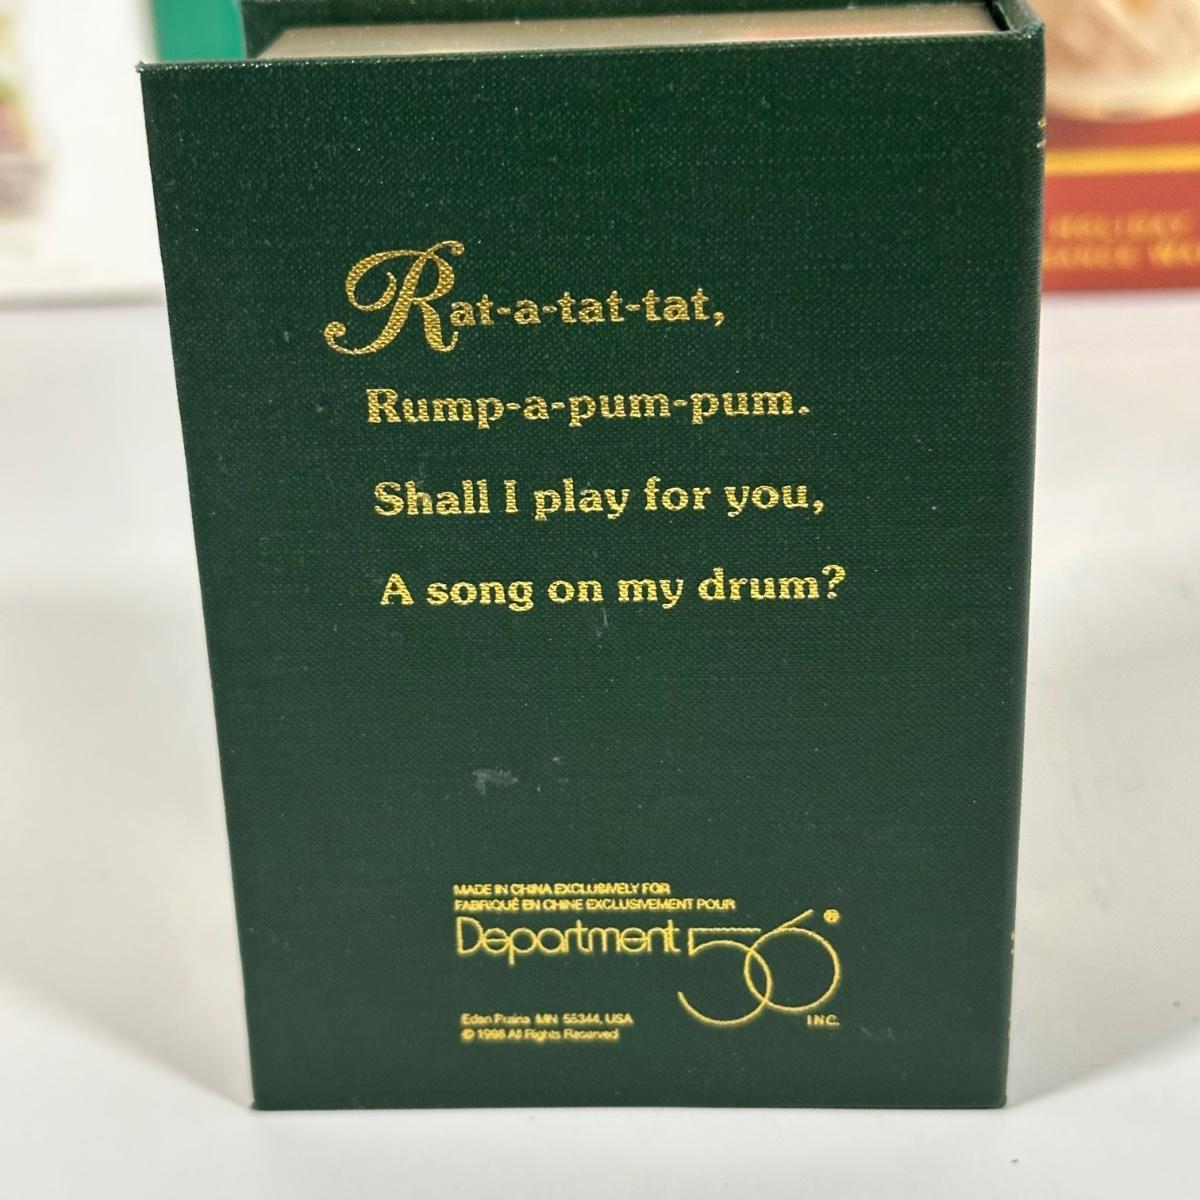 Rat-a-tat-tat,
Rump-a-pum-pum.
Shall I play for you,
A song on my drum?
MADE IN CHINA EXCLUSIVELY FOR
FABRIQUÉ EN CHINE EXCLUSIVEMENT POUR
Department 56®
INC.
Eden Prairie MN 55344, USA
© 1998 All Rights Reserved
HOLIDAY